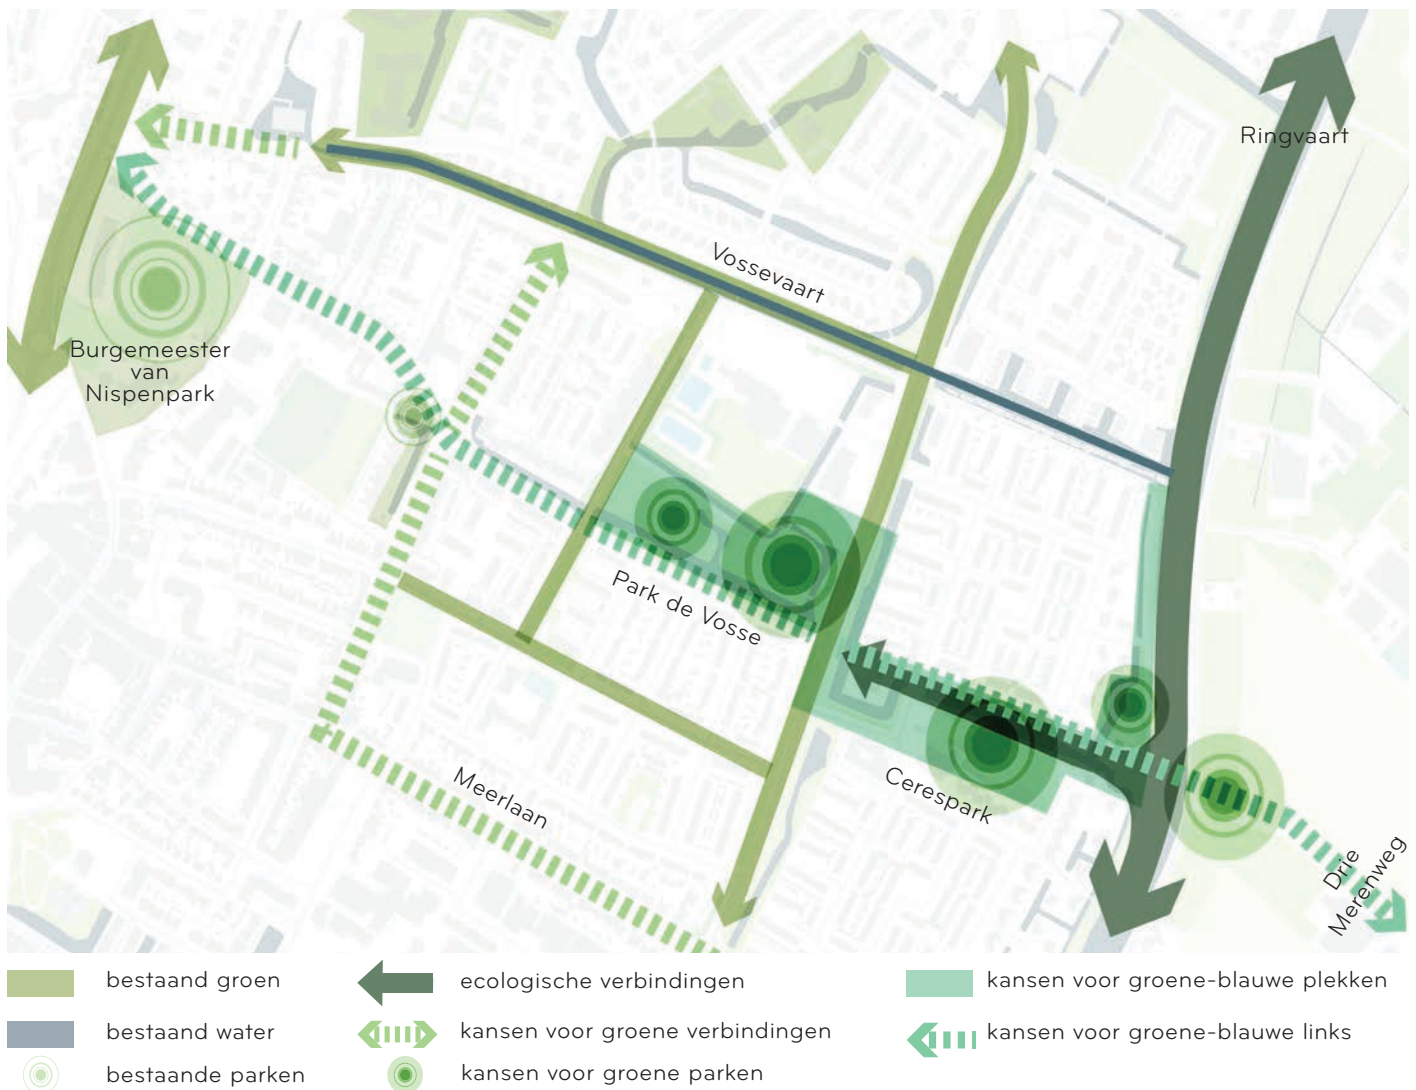 Ringvaart
Vossevaart
Burgemeester
van
Nispenpark
Park de Vosse
Meerlaan
Cerespark
Drie
Merenweg
bestaand groen
ecologische verbindingen
kansen voor groene-blauwe plekken
bestaand water
kansen voor groene verbindingen
kansen voor groene-blauwe links
bestaande parken
kansen voor groene parken